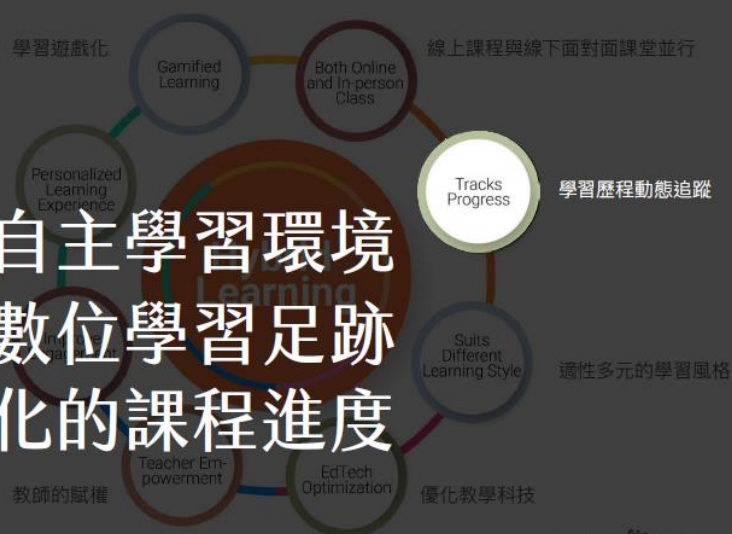 學習遊戲化
Gamified
Learning
Both Online
and In-person
Class
線上課程與線下面對面課堂並行
Personalized
Learning
Experience
Tracks
Progress
學習歷程動態追蹤
自主學習環境
Learning
數位學習足跡
Suits
Different
Learning Style
適性多元的學習風格
化的課程進度
Teacher Em-
powerment
教師的賦權
EdTech
Optimization
優化教學科技